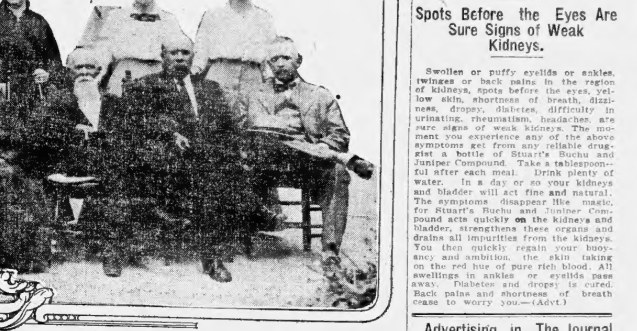 Spots Before the Eyes Are
Sure Signs of Weak
Kidneys.
Swollen or puffy eyelids or ankles,
twinges or back pains in the region
of kidneys, spots before the eyes, yel-
low skin, shortness of breath, dizzi-
ness, dropsy, diabetes, difficulty in
urinating, rheumatism, headaches, are
sure signs of weak kidneys. The mo-
ment you experience any of the above
symptoms get from any reliable drug-
gist a bottle of Stuart's Buchu and
Juniper Compound. Take a tablespoon-
ful after each meal. Drink plenty of
water. In a day or so your kidneys
and bladder will act fine and natural.
The symptoms disappear like magic,
for Stuart's Buchu and Juniper Com-
pound acts quickly on the kidneys and
bladder, strengthens these organs and
drains all impurities from the kidneys.
You then quickly regain your buoy-
ancy and ambition, the skin taking
on the red hue of pure rich blood. All
swellings in ankles or eyelids pass
away. Diabetes and dropsy is cured.
Back pains and shortness of breath
cease to worry you.—(Advt.)
Advertising in The Journal